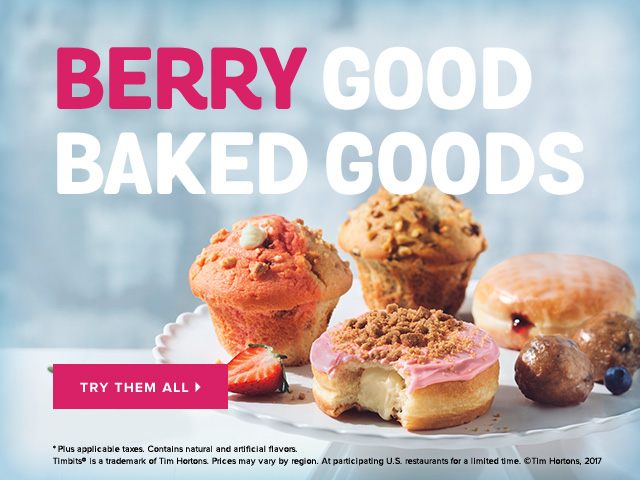 BERRY GOOD
BAKED GOODS
TRY THEM ALL
*Plus applicable taxes. Contains natural and artificial flavors.
Timbits® is a trademark of Tim Hortons. Prices may vary by region. At participating U.S. restaurants for a limited time. ©Tim Hortons, 2017